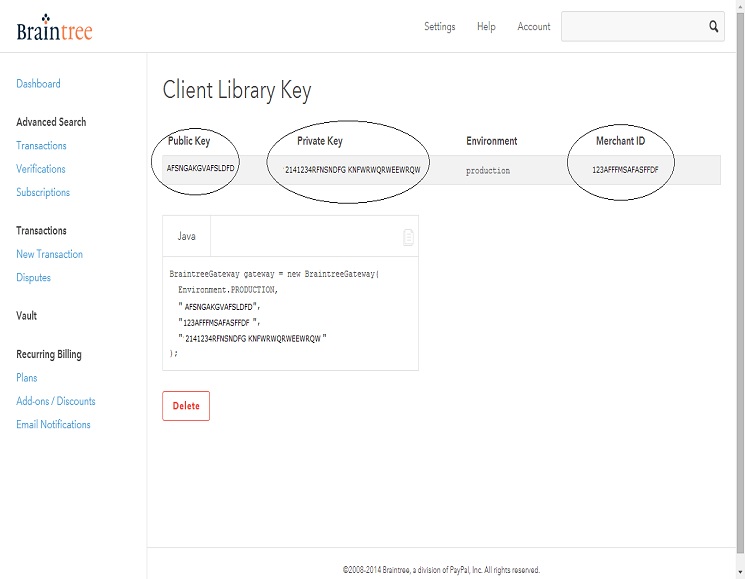 Braintree
Settings Help Account
Dashboard
Client Library Key
Advanced Search
Transactions
Verifications
Subscriptions
Public Key Private Key Environment Merchant ID
AFSNGAKGVAFSLDFD 2141234RFNSNDFG KNFWRWQRWEEWRQW production 123AFFFMSAFASFFDF
Transactions
New Transaction
Disputes
Vault
Recurring Billing
Plans
Add-ons / Discounts
Email Notifications
Java
BraintreeGateway gateway = new BraintreeGateway(
Environment.PRODUCTION,
" AFSNGAKGVAFSLDFD",
"123AFFFMSAFASFFDF ",
" 2141234RFNSNDFG KNFWRWQRWEEWRQW "
);
Delete
©2008-2014 Braintree, a division of PayPal, Inc. All rights reserved.